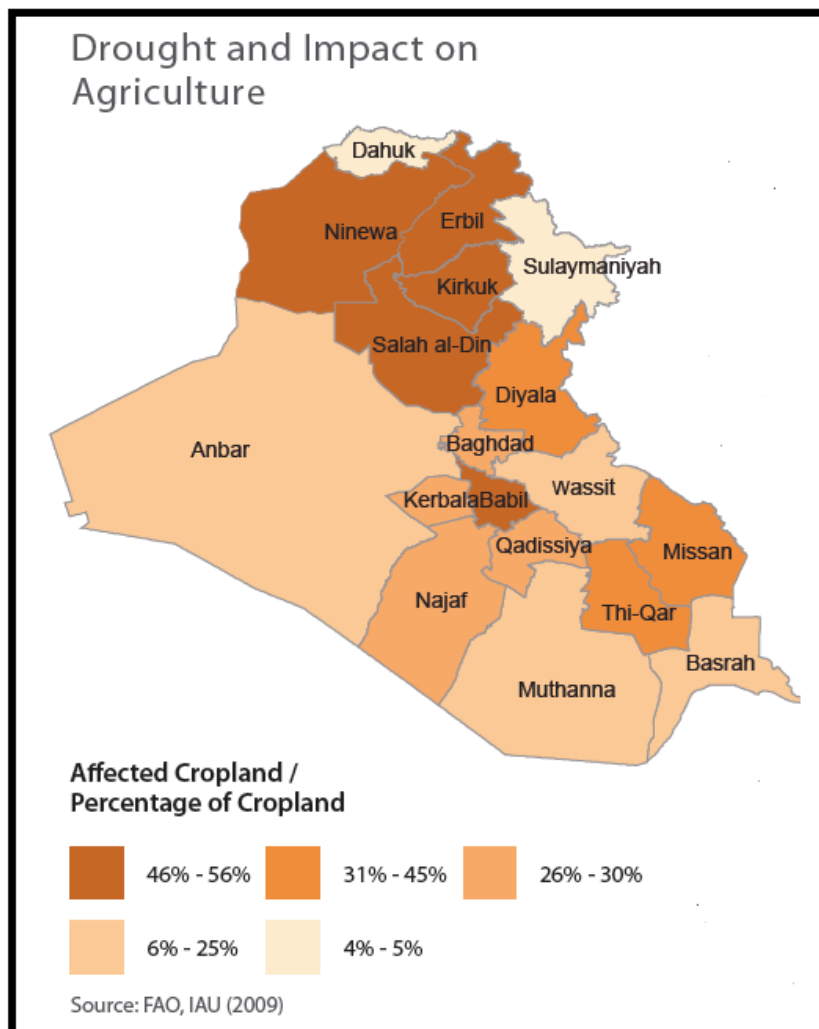 Drought and Impact on
Agriculture
Dahuk
Erbil
Ninewa
Sulaymaniyah
Kirkuk
Salah al-Din
Diyala
Baghdad
Anbar
Wassit
Kerbala
Babil
Qadissiya
Missan
Najaf
Thi-Qar
Basrah
Muthanna
Affected Cropland /
Percentage of Cropland
46% - 56%
31% - 45%
26% - 30%
6% - 25%
4% - 5%
Source: FAO, IAU (2009)